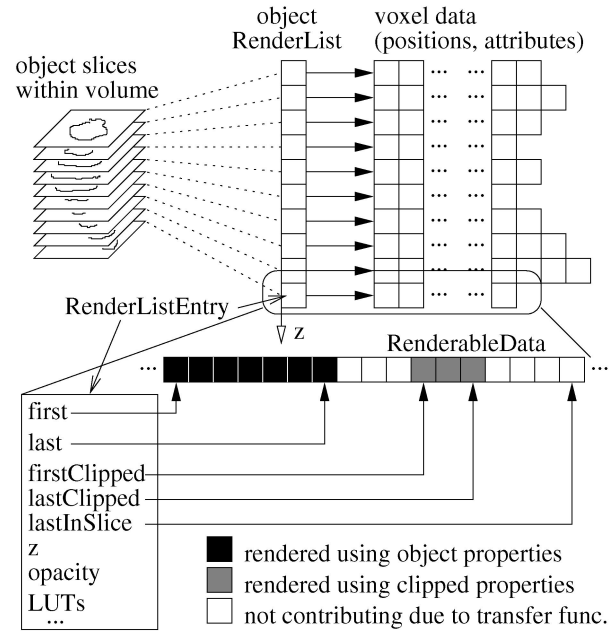 object
RenderList
voxel data
(positions, attributes)
object slices
within volume
... ...
... ...
... ...
... ...
... ...
... ...
... ...
... ...
... ...
... ...
RenderListEntry
z
RenderableData
... ...
first
last
firstClipped
lastClipped
lastInSlice
z
opacity
LUTs
...
rendered using object properties
rendered using clipped properties
not contributing due to transfer func.